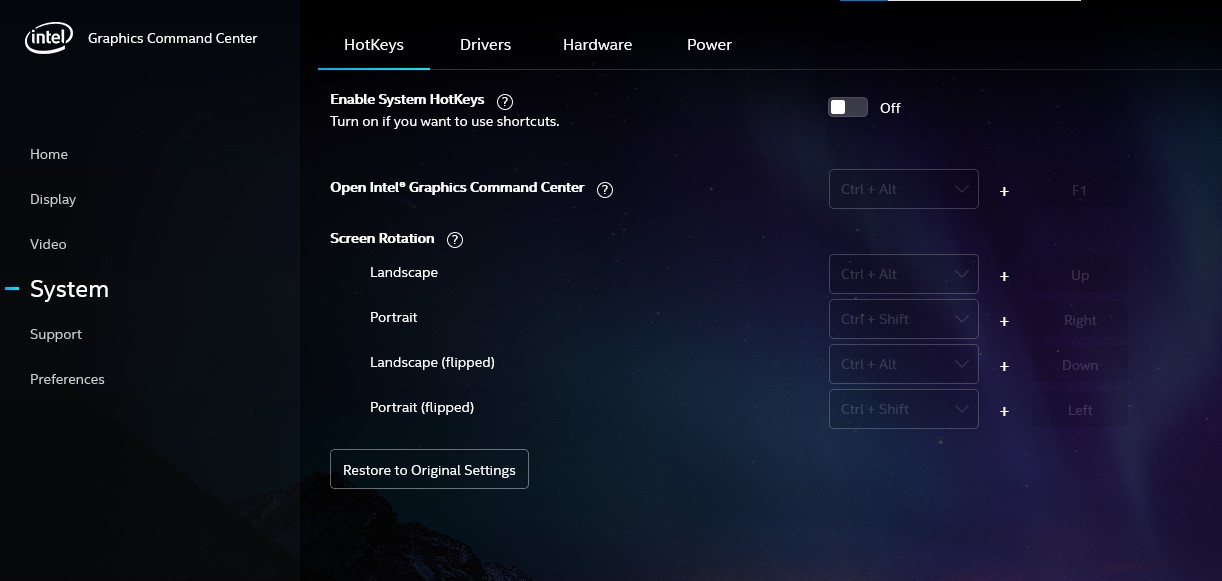 intel
Graphics Command Center
Home
Display
Video
System
Support
Preferences
HotKeys Drivers Hardware Power
Enable System HotKeys ?
Turn on if you want to use shortcuts.
Off
Open Intel® Graphics Command Center ? Ctrl + Alt + F1
Screen Rotation ?
Landscape Ctrl + Alt + Up
Portrait Ctrl + Shift + Right
Landscape (flipped) Ctrl + Alt + Down
Portrait (flipped) Ctrl + Shift + Left
Restore to Original Settings